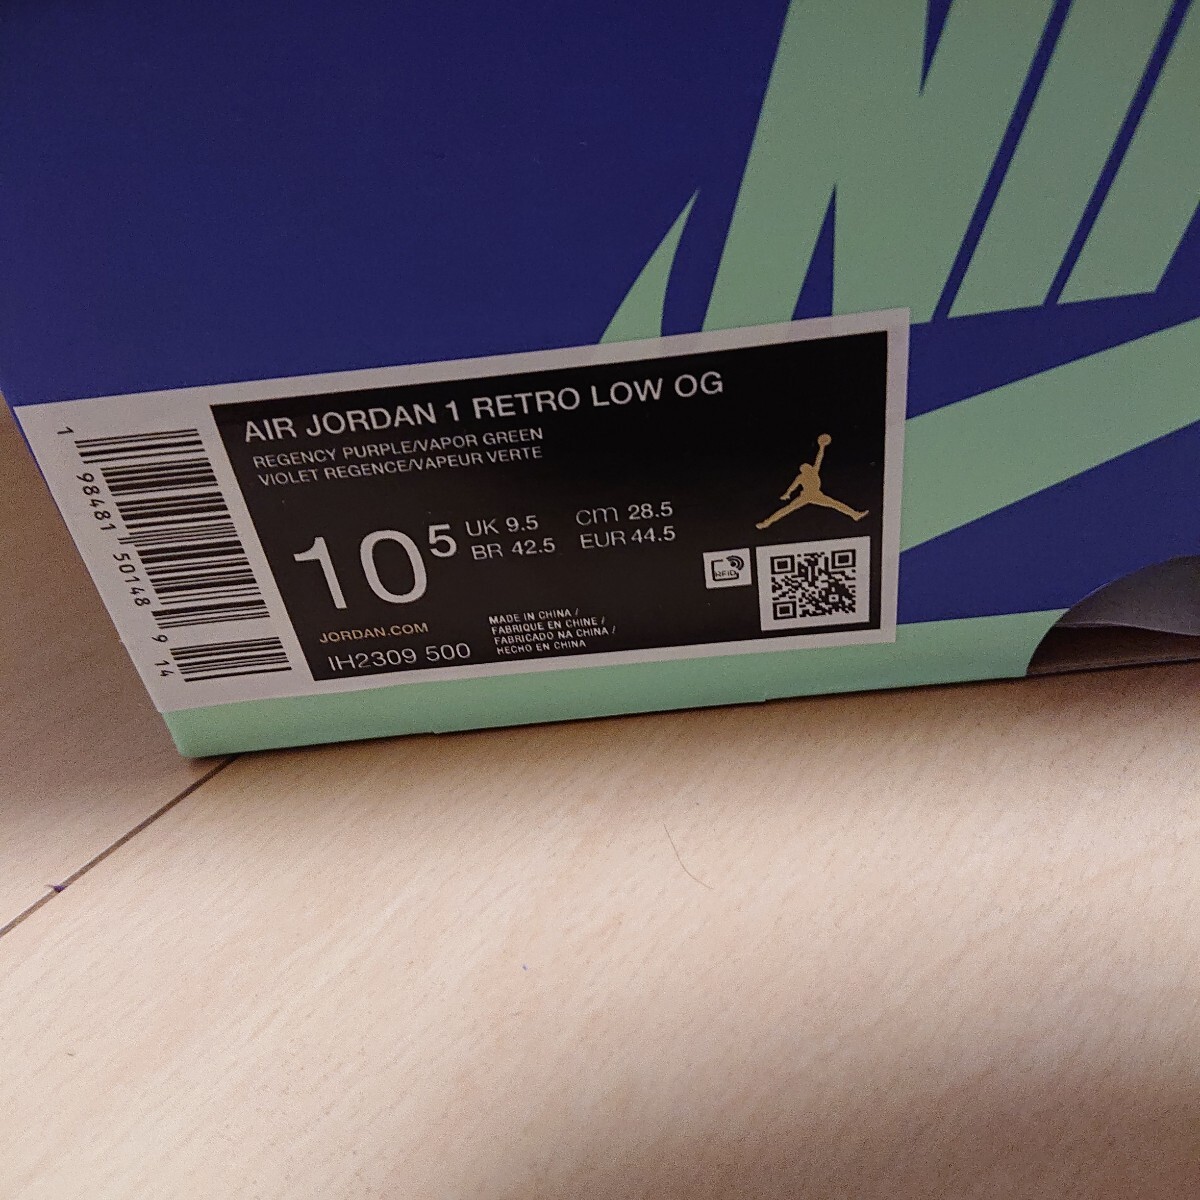 NI
AIR JORDAN 1 RETRO LOW OG
REGENCY PURPLE/VAPOR GREEN
VIOLET REGENCE/VAPEUR VERTE
10⁵
UK 9.5 cm 28.5
BR 42.5 EUR 44.5
RFID
JORDAN.COM
IH2309 500
MADE IN CHINA /
FABRIQUE EN CHINE /
FABRICADO NA CHINA /
HECHO EN CHINA
1 98481 50148 9 14